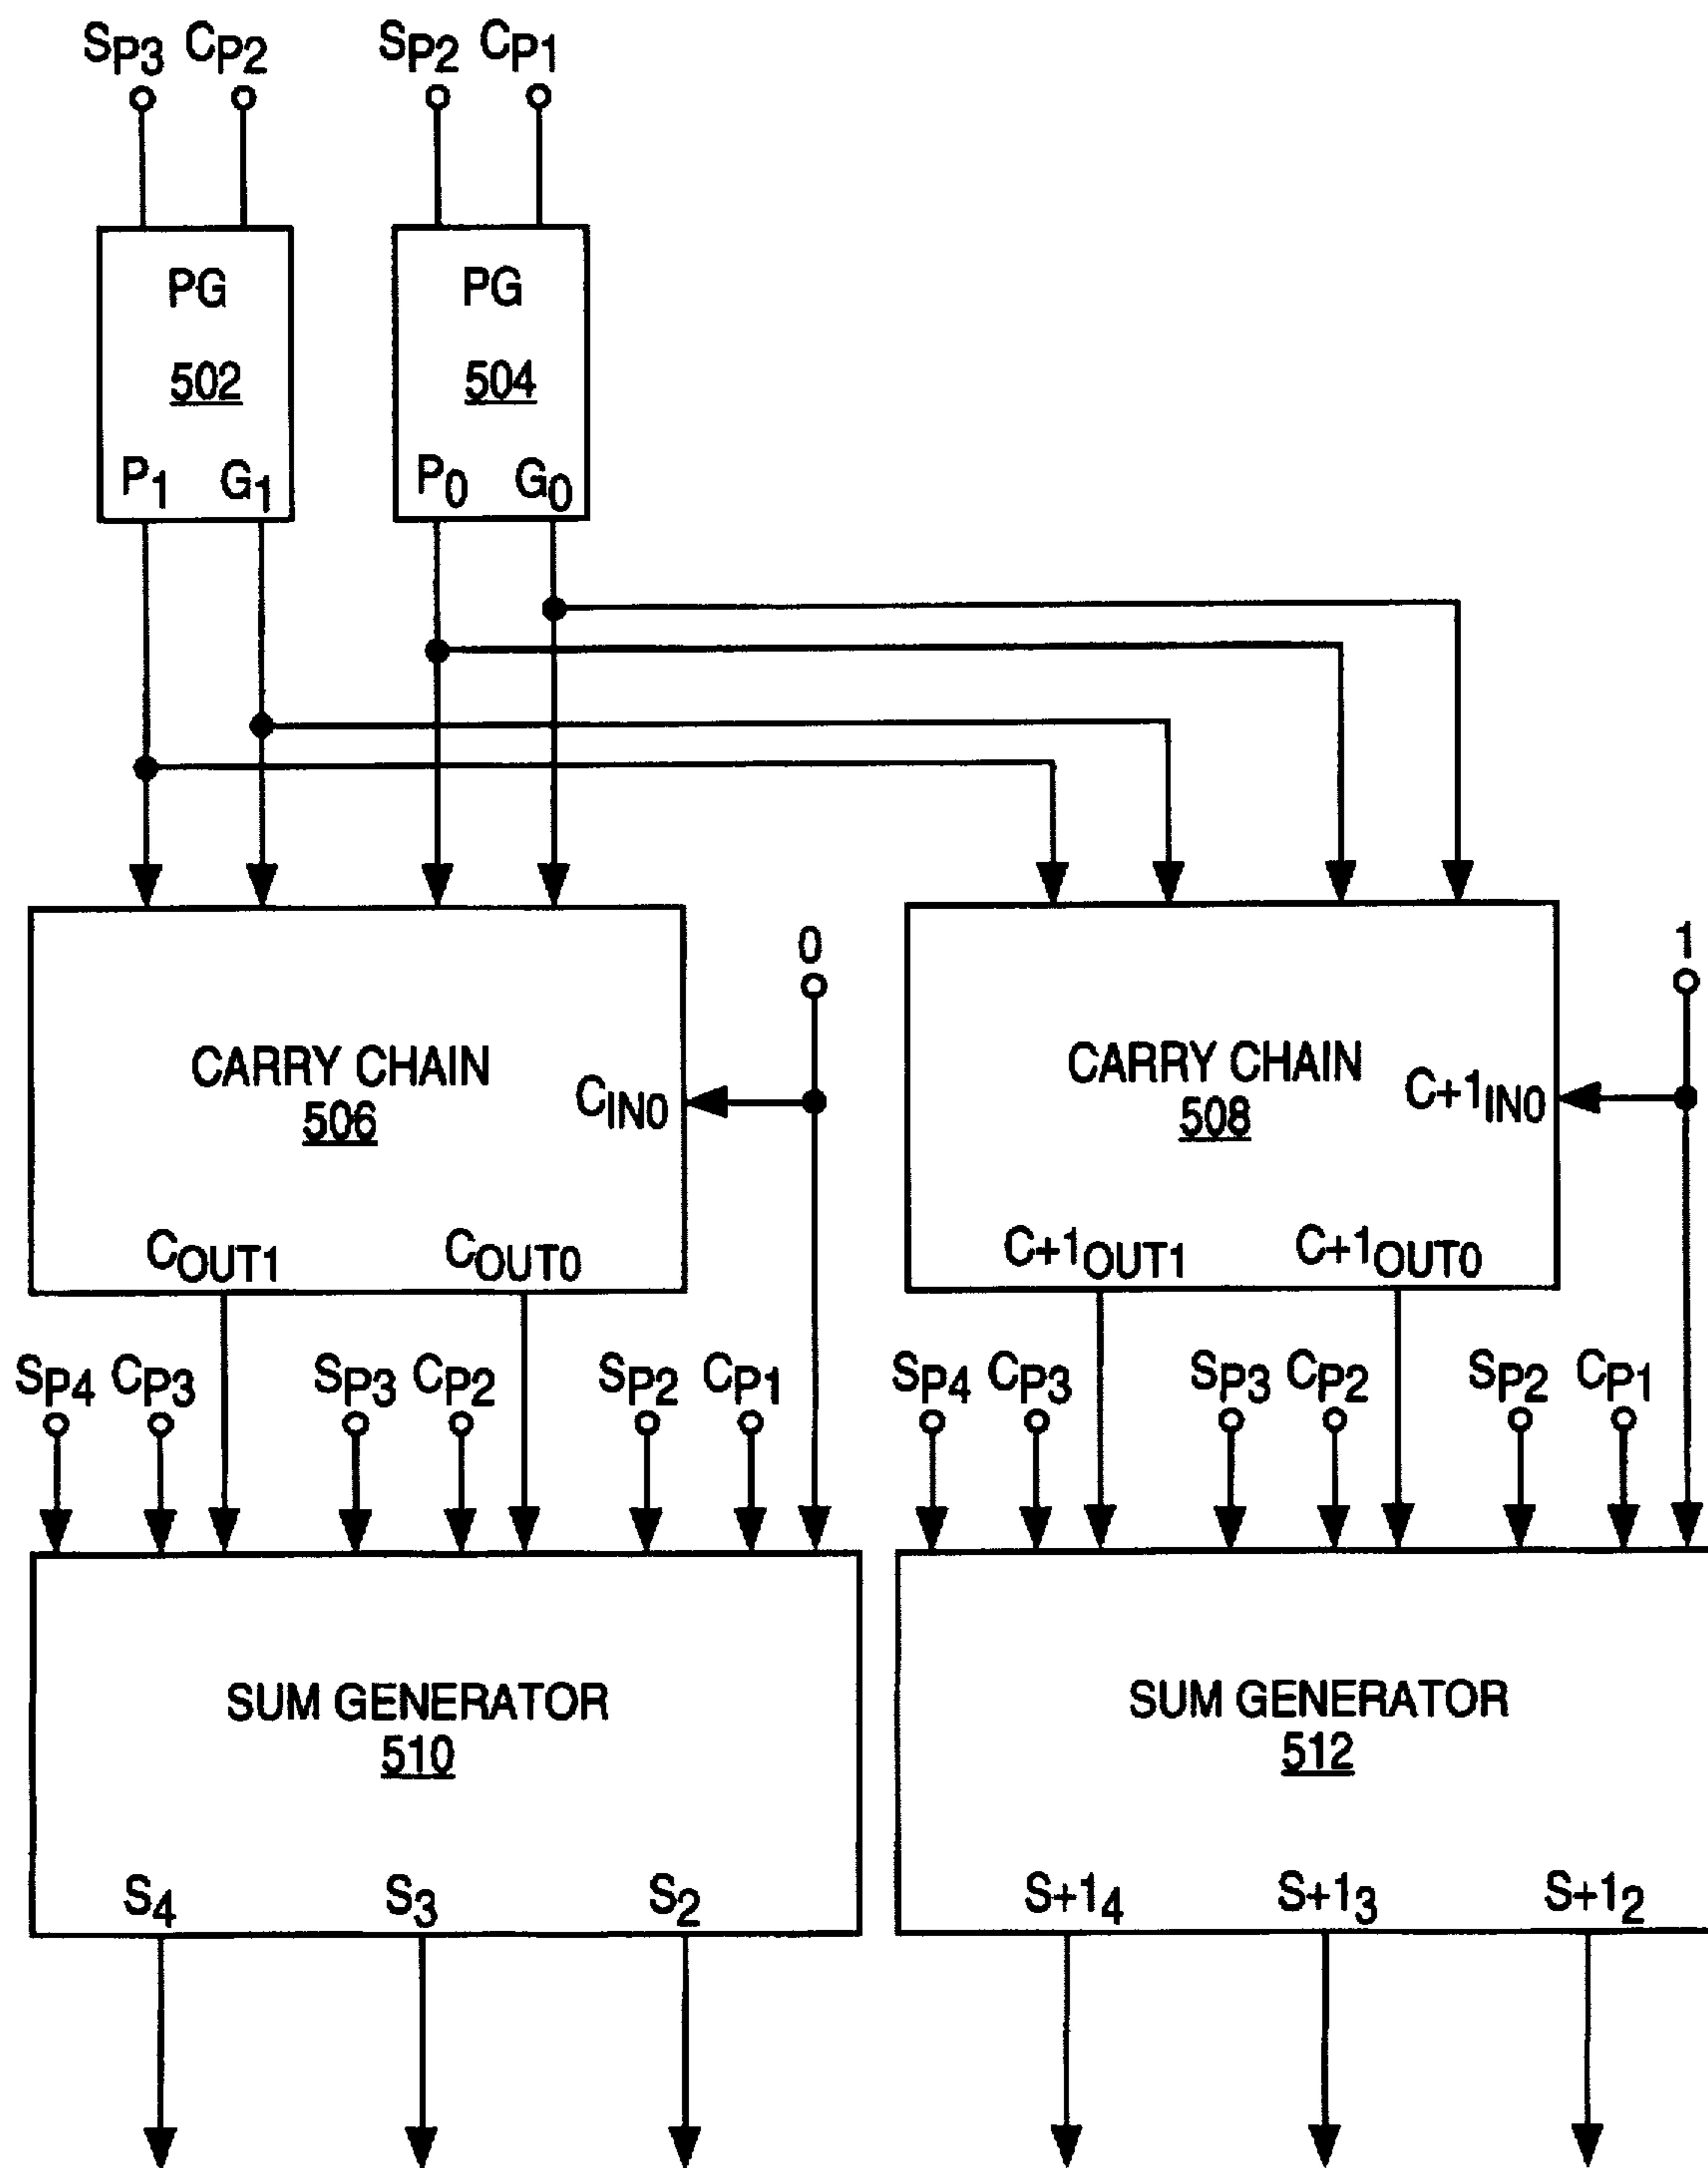 SP3 CP2 SP2 CP1
PG PG
502 504
P1 G1 P0 G0
0 1
CARRY CHAIN CARRY CHAIN
506 508
CIN0 C+1IN0
COUT1 COUT0 C+1OUT1 C+1OUT0
SP4 CP3 SP3 CP2 SP2 CP1 SP4 CP3 SP3 CP2 SP2 CP1
SUM GENERATOR SUM GENERATOR
510 512
S4 S3 S2 S+14 S+13 S+12